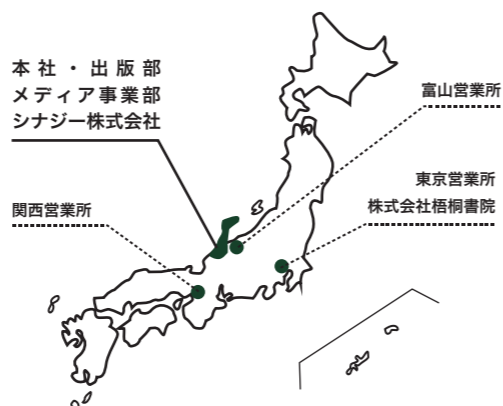 本社・出版部
メディア事業部
シナジー株式会社
富山営業所
東京営業所
株式会社梧桐書院
関西営業所